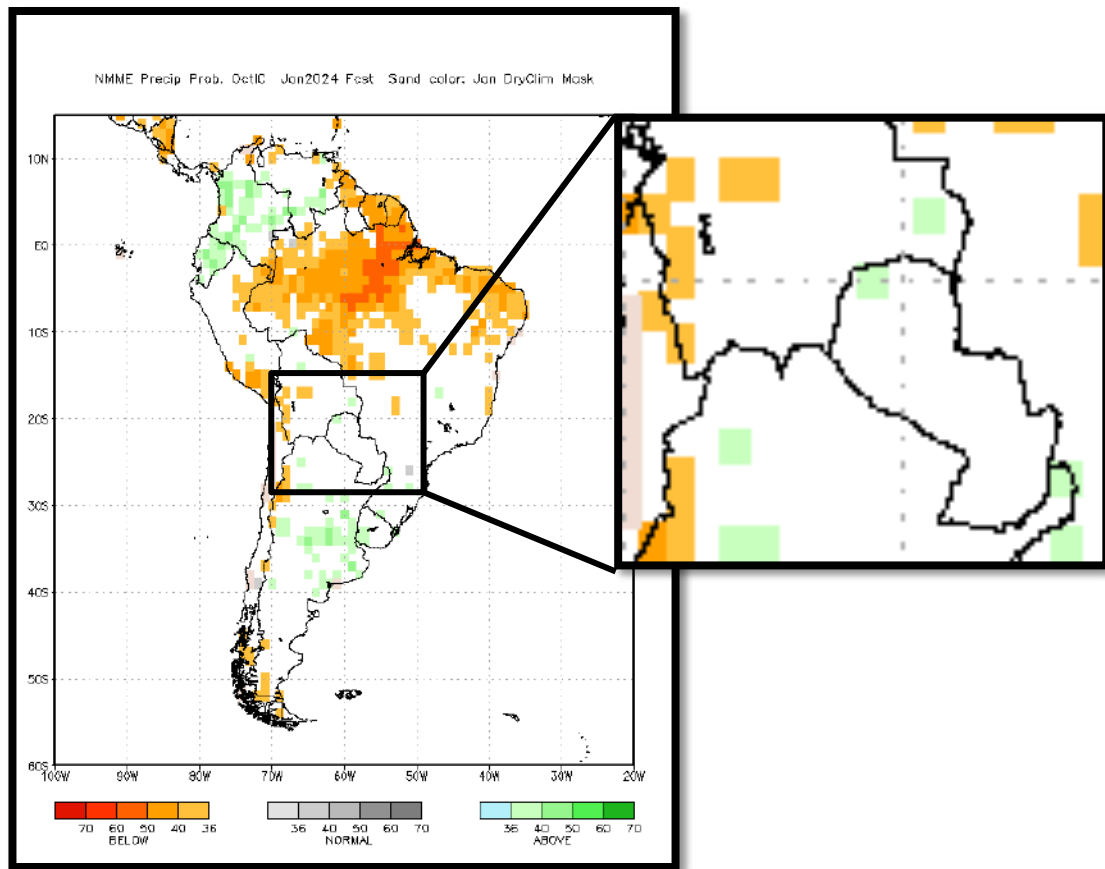 NMME Precip Prob. OctIC Jan2024 Fcst Sand color: Jan DryClim Mask
10N
EQ
10S
20S
30S
40S
50S
60S
100W 90W 80W 70W 60W 50W 40W 30W 20W
70 60 50 40 36
BELOW
36 40 50 60 70
NORMAL
36 40 50 60 70
ABOVE